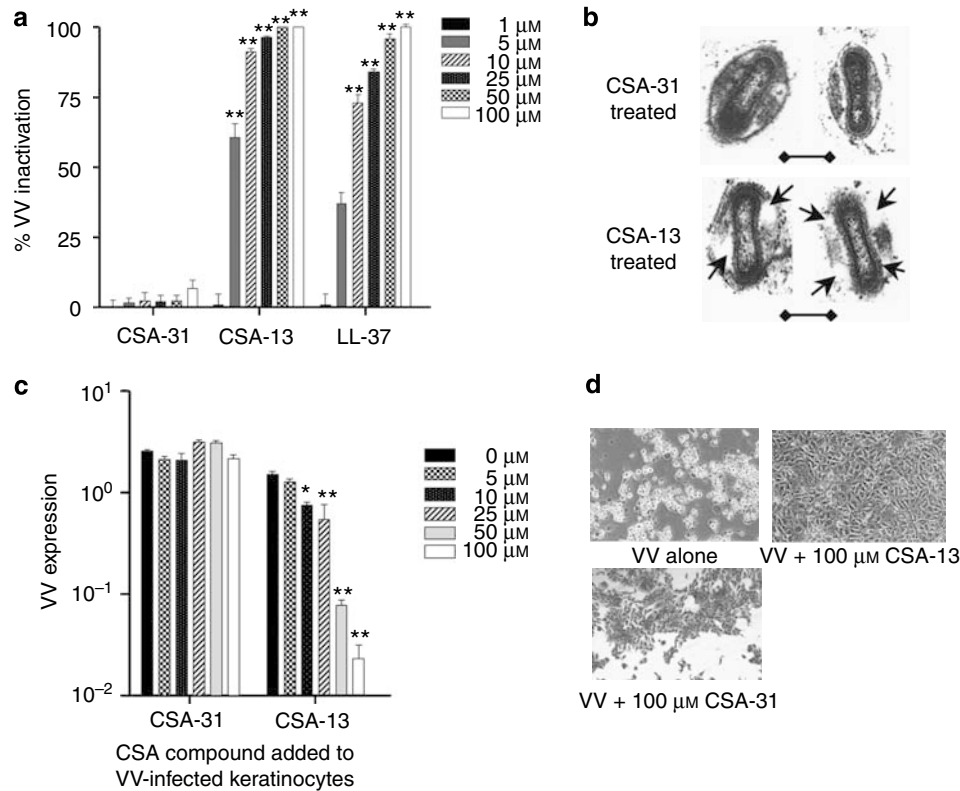 a
100
75
50
25
0
% VV inactivation
**
**
**
**
**
**
**
**
**
CSA-31
CSA-13
LL-37
1 μM
5 μM
10 μM
25 μM
50 μM
100 μM
b
CSA-31
treated
CSA-13
treated
c
10¹
10⁰
10⁻¹
10⁻²
VV expression
*
**
**
**
CSA-31
CSA-13
CSA compound added to
VV-infected keratinocytes
0 μM
5 μM
10 μM
25 μM
50 μM
100 μM
d
VV alone
VV + 100 μM CSA-13
VV + 100 μM CSA-31